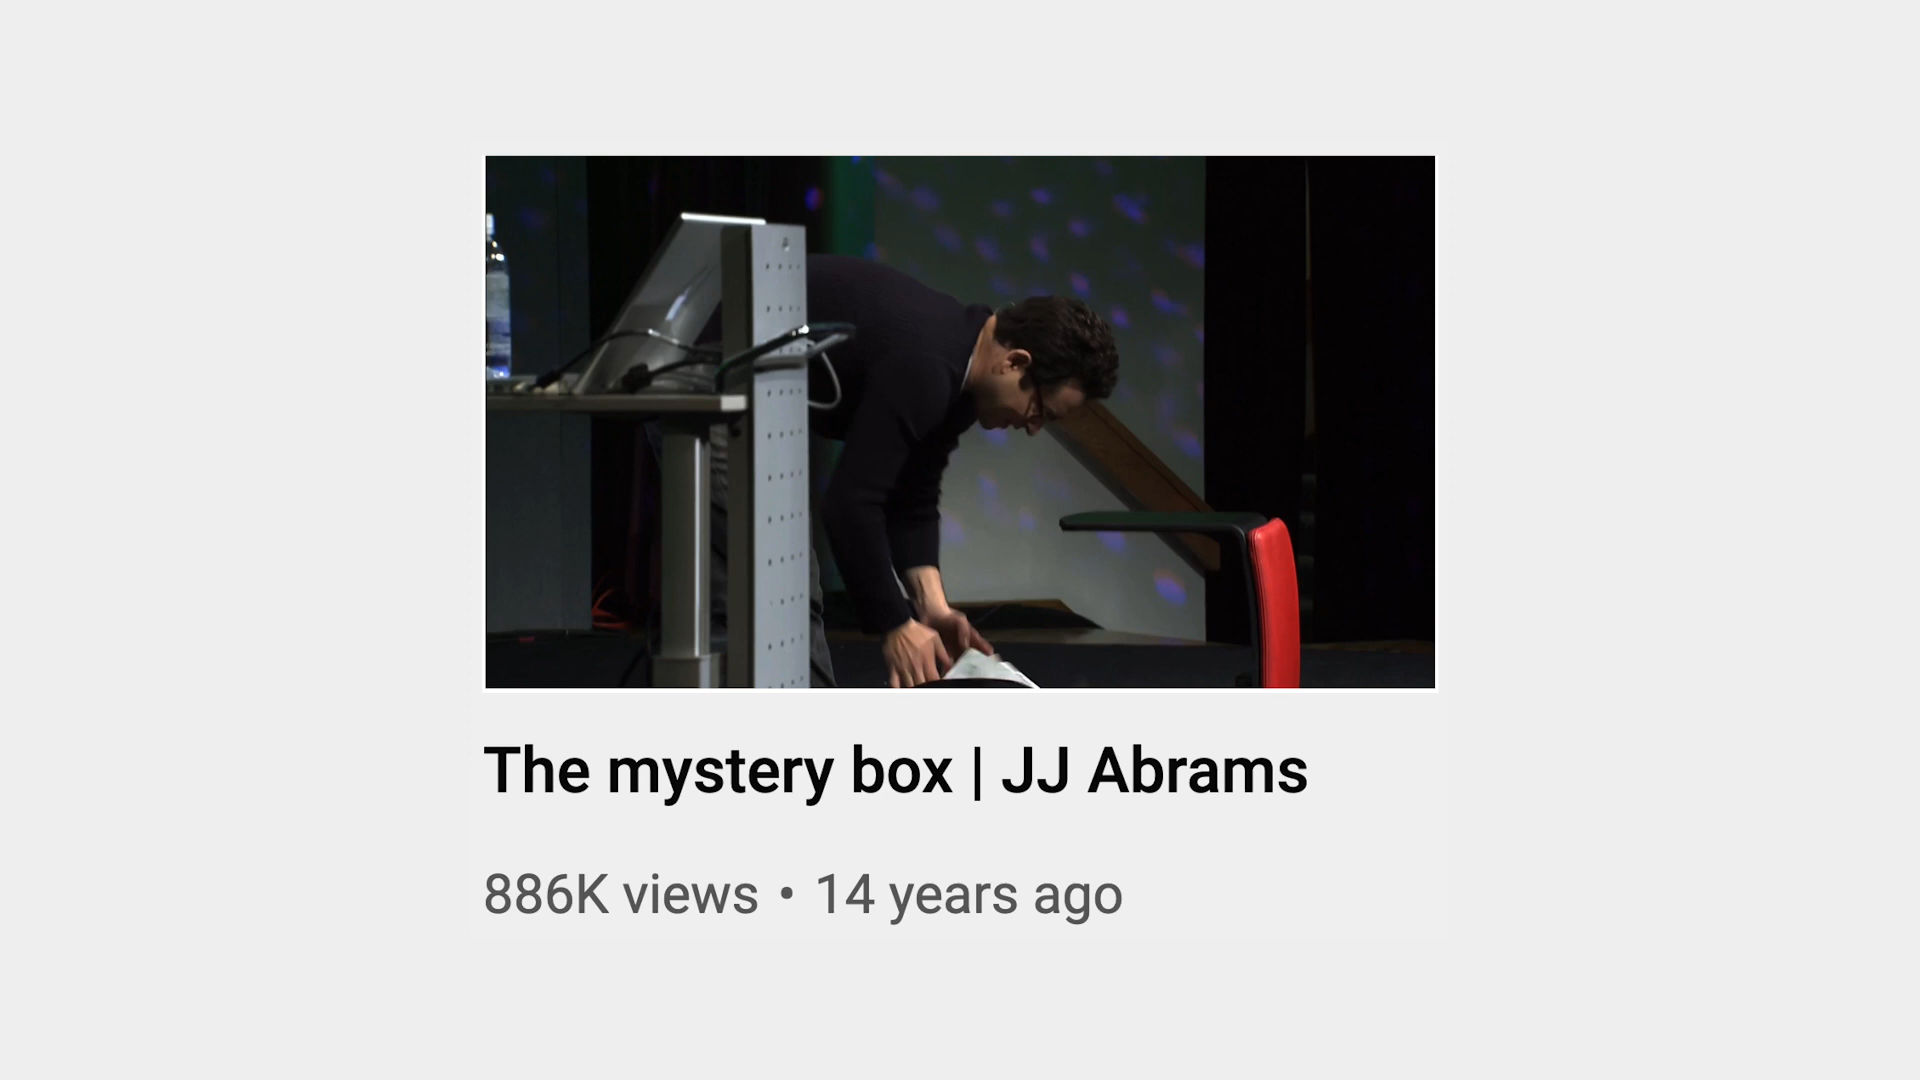 The mystery box | JJ Abrams
886K views • 14 years ago